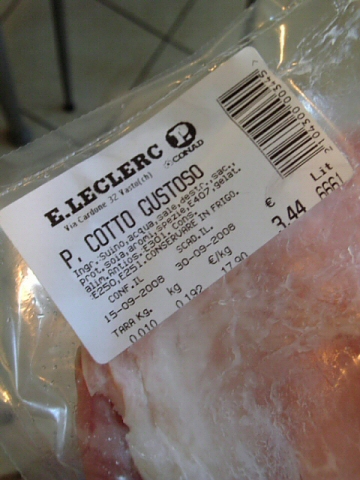 E.LECLERC CONAD
Via Cardone 32 Vasto(ch)
P. COTTO GUSTOSO
Ingr.suino,acqua,sale,destr.,sac.,
prot.soia,aromi,spezie,E407,gelat.
alim.Antios.:E301.Cons.:
E250,E251.CONSERVARE IN FRIGO.
CONF.IL SCAD.IL
15-09-2008 30-09-2008
kg €/kg €
0.192 17.90 3.44
TARA Kg.
0.010
Lit
6661